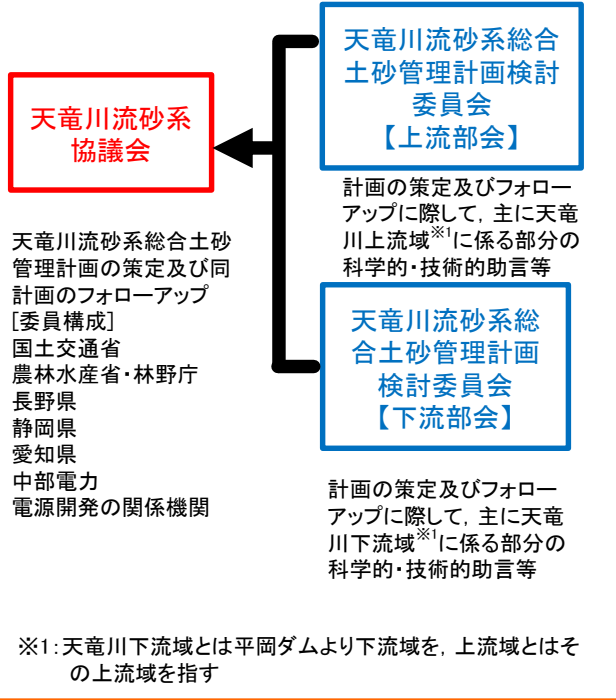 天竜川流砂系
協議会
天竜川流砂系総合土砂
管理計画の策定及び同
計画のフォローアップ
[委員構成]
国土交通省
農林水産省・林野庁
長野県
静岡県
愛知県
中部電力
電源開発の関係機関
天竜川流砂系総合
土砂管理計画検討
委員会
【上流部会】
計画の策定及びフォロー
アップに際して，主に天竜
川上流域※1に係る部分の
科学的・技術的助言等
天竜川流砂系総
合土砂管理計画
検討委員会
【下流部会】
計画の策定及びフォロー
アップに際して，主に天竜
川下流域※1に係る部分の
科学的・技術的助言等
※1：天竜川下流域とは平岡ダムより下流域を，上流域とはそ
の上流域を指す